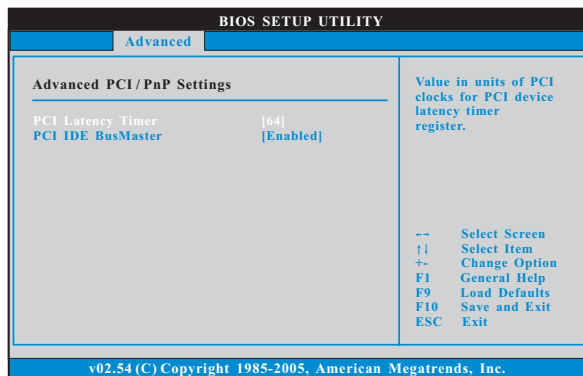 BIOS SETUP UTILITY
Advanced
Advanced PCI / PnP Settings
PCI Latency Timer [64]
PCI IDE BusMaster [Enabled]
Value in units of PCI
clocks for PCI device
latency timer
register.
←→ Select Screen
↑↓ Select Item
+- Change Option
F1 General Help
F9 Load Defaults
F10 Save and Exit
ESC Exit
v02.54 (C) Copyright 1985-2005, American Megatrends, Inc.